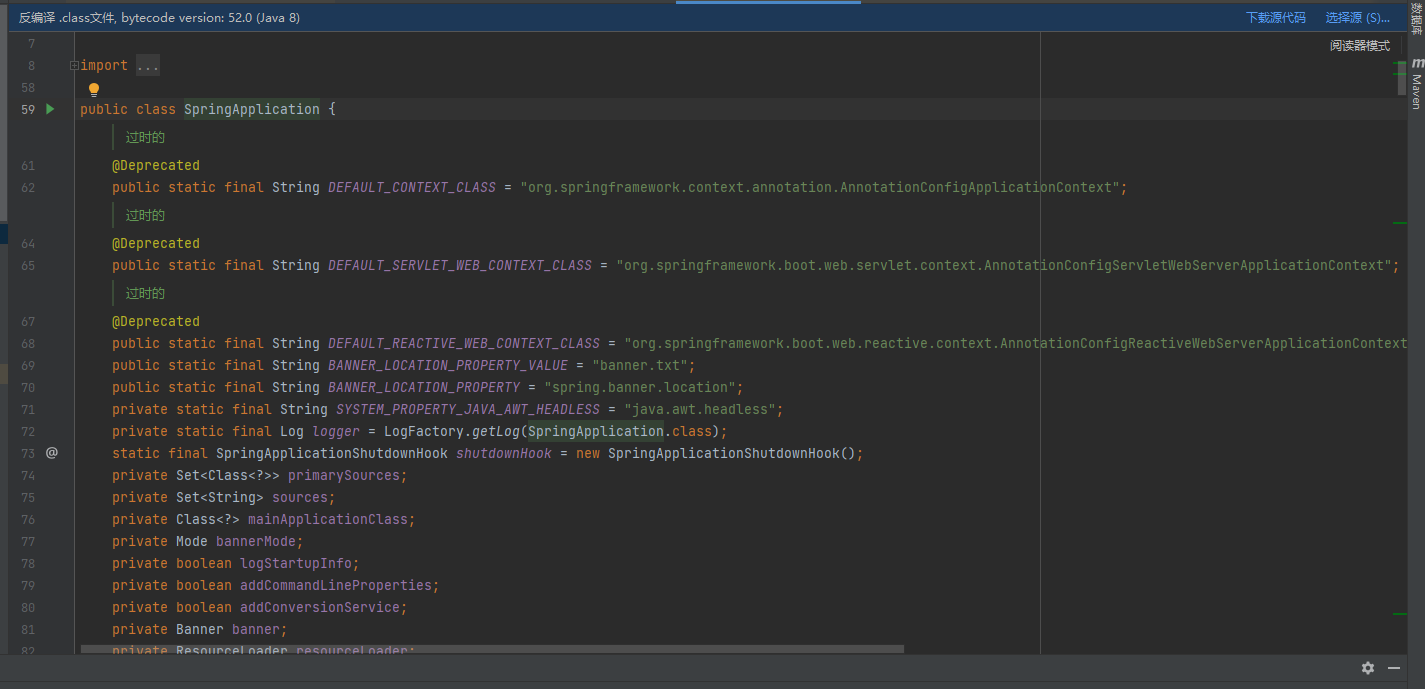 反编译 .class文件, bytecode version: 52.0 (Java 8) 下载源代码 选择源 (S)...
数据库
阅读器模式
m Maven
7
8 import ...
58
59 public class SpringApplication {
过时的
61 @Deprecated
62 public static final String DEFAULT_CONTEXT_CLASS = "org.springframework.context.annotation.AnnotationConfigApplicationContext";
过时的
64 @Deprecated
65 public static final String DEFAULT_SERVLET_WEB_CONTEXT_CLASS = "org.springframework.boot.web.servlet.context.AnnotationConfigServletWebServerApplicationContext";
过时的
67 @Deprecated
68 public static final String DEFAULT_REACTIVE_WEB_CONTEXT_CLASS = "org.springframework.boot.web.reactive.context.AnnotationConfigReactiveWebServerApplicationContext
69 public static final String BANNER_LOCATION_PROPERTY_VALUE = "banner.txt";
70 public static final String BANNER_LOCATION_PROPERTY = "spring.banner.location";
71 private static final String SYSTEM_PROPERTY_JAVA_AWT_HEADLESS = "java.awt.headless";
72 private static final Log logger = LogFactory.getLog(SpringApplication.class);
73 @ static final SpringApplicationShutdownHook shutdownHook = new SpringApplicationShutdownHook();
74 private Set<Class<?>> primarySources;
75 private Set<String> sources;
76 private Class<?> mainApplicationClass;
77 private Mode bannerMode;
78 private boolean logStartupInfo;
79 private boolean addCommandLineProperties;
80 private boolean addConversionService;
81 private Banner banner;
82 private ResourceLoader resourceLoader;